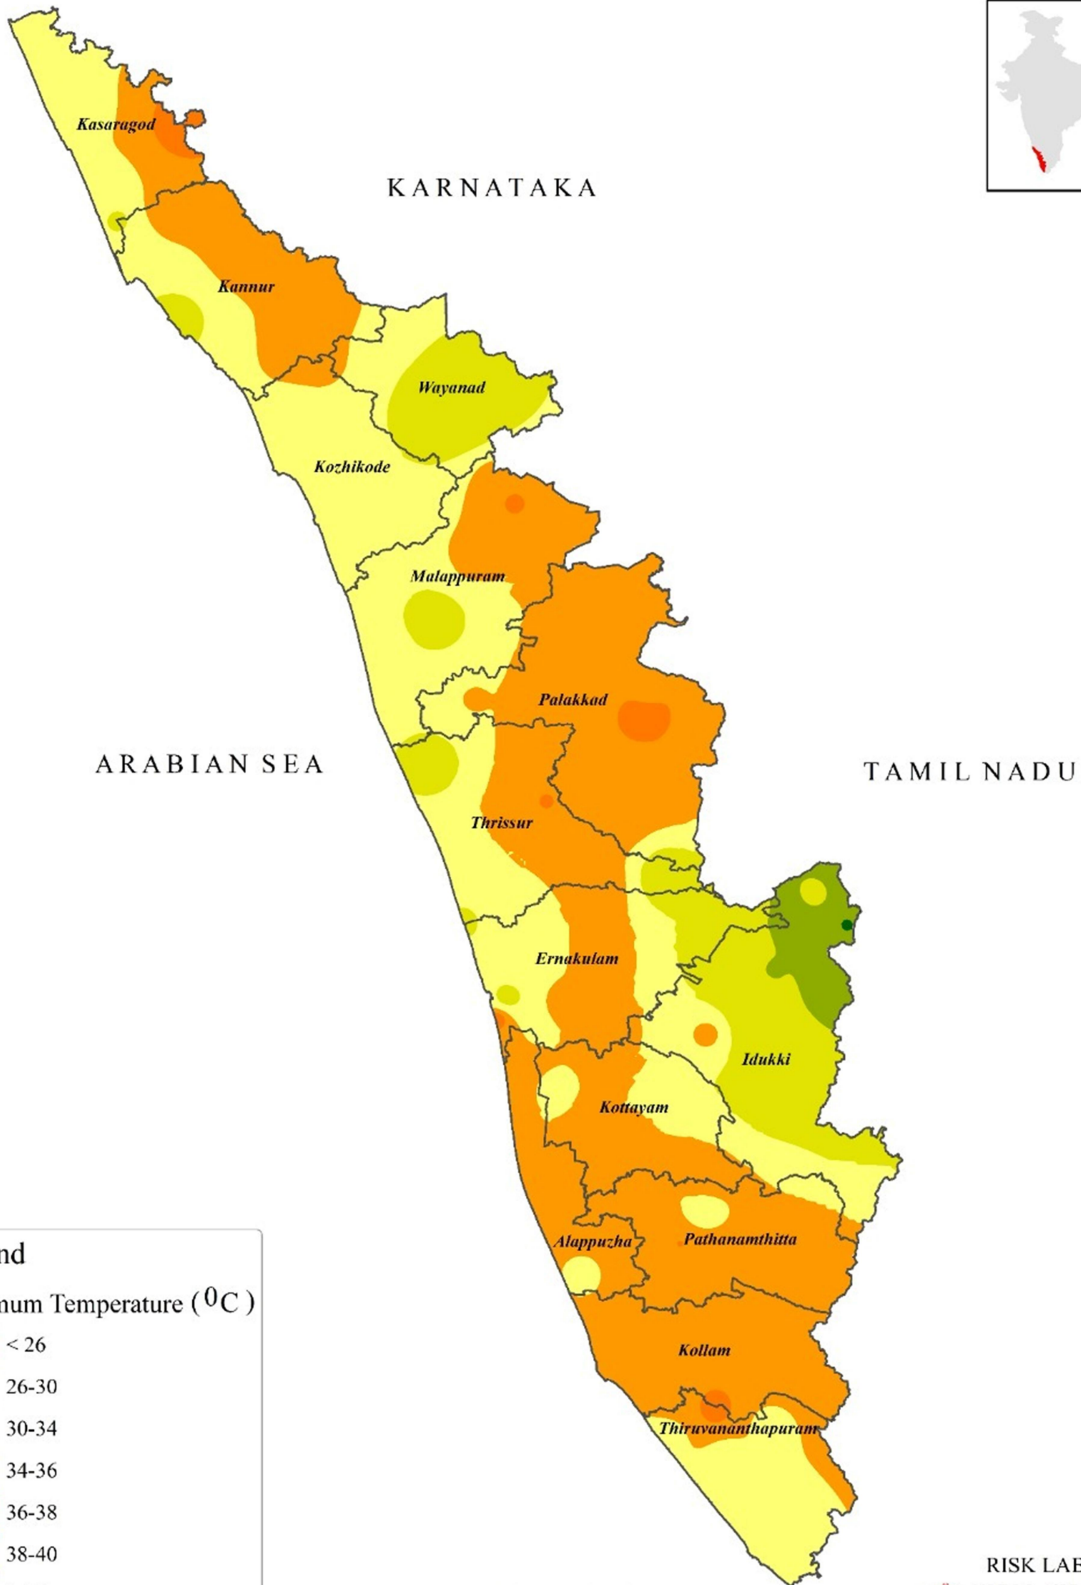 Kasaragod
KARNATAKA
Kannur
Wayanad
Kozhikode
Malappuram
Palakkad
ARABIAN SEA
TAMIL NADU
Thrissur
Ernakulam
Idukki
Kottayam
Alappuzha
Pathanamthitta
nd
num Temperature (⁰C)
< 26
26-30
30-34
34-36
36-38
38-40
Kollam
Thiruvananthapuram
RISK LAB